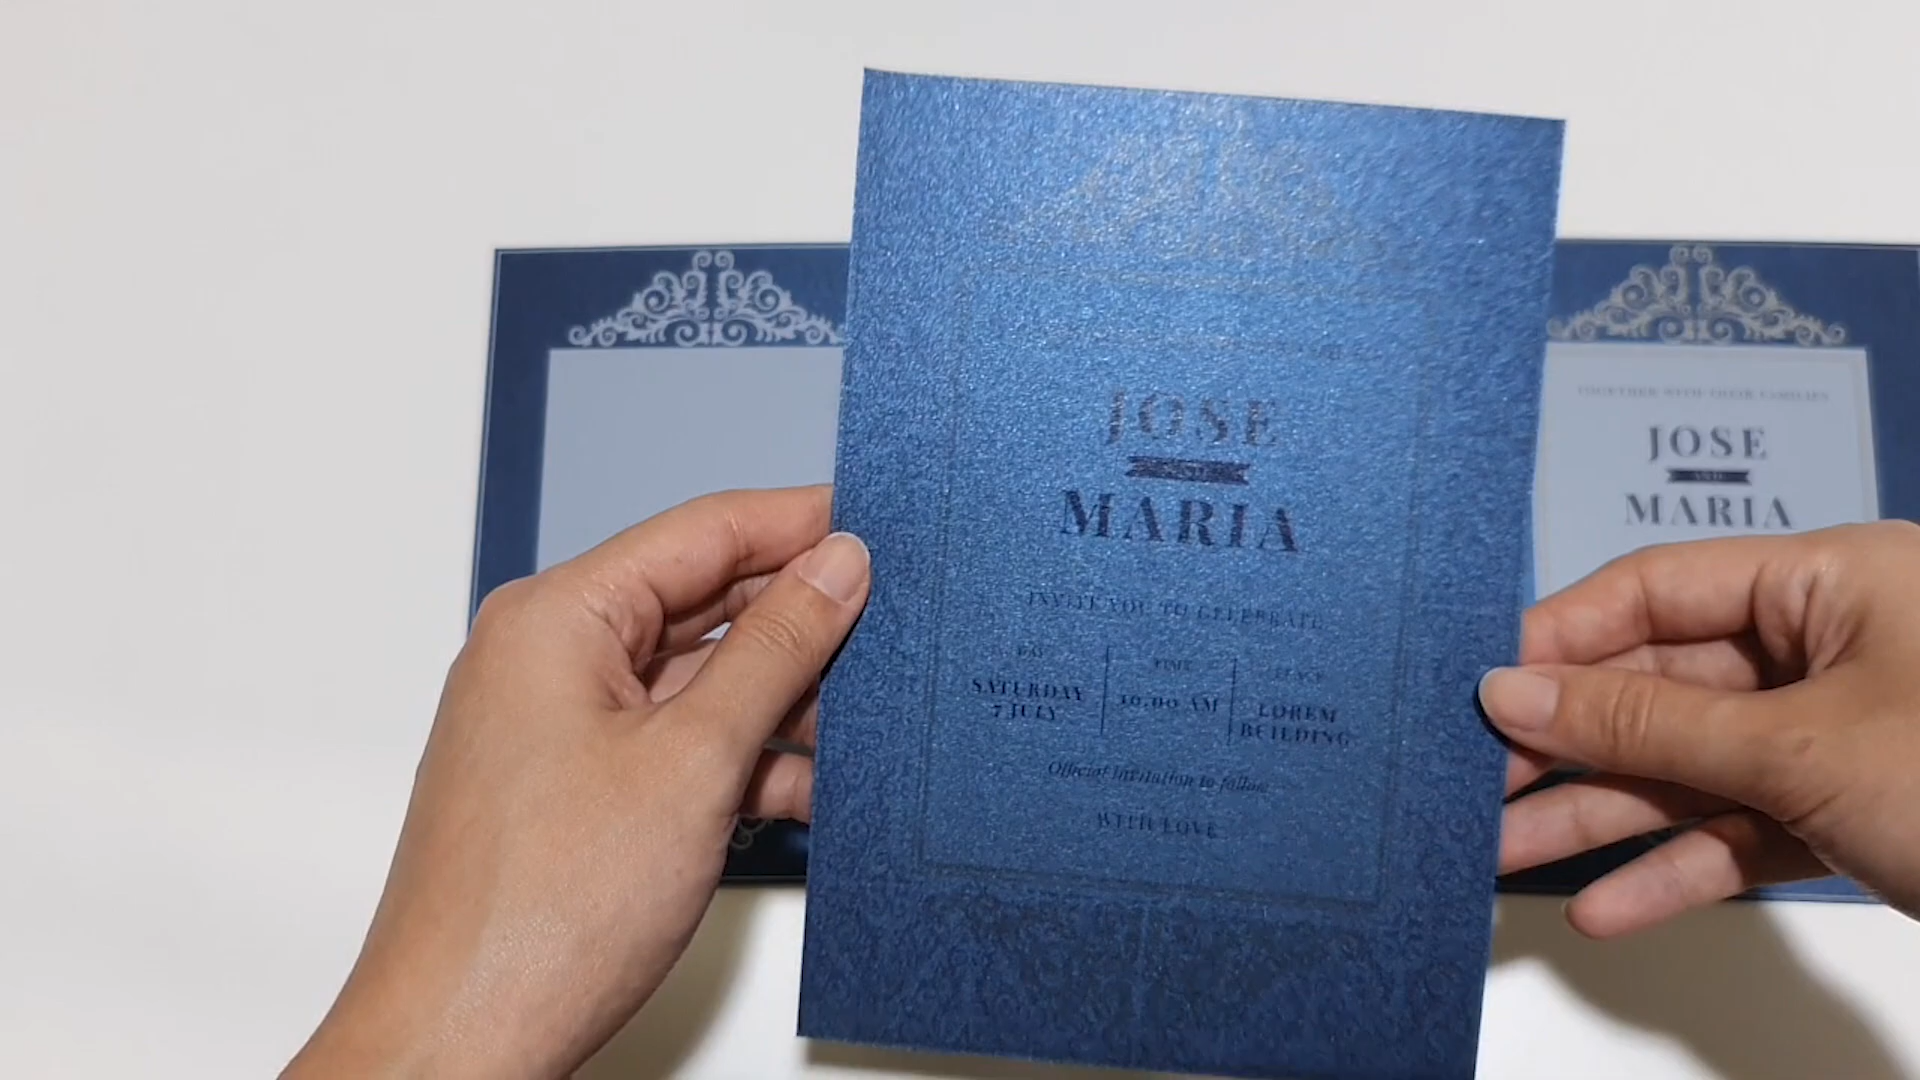 JOSE
MARIA
INVITE YOU TO CELEBRATE
DAY
SATURDAY
7 JULY
TIME
10.00 AM
PLACE
LOREM
BUILDING
Official invitation to follow
WITH LOVE
TOGETHER WITH THEIR FAMILIES
JOSE
AND
MARIA